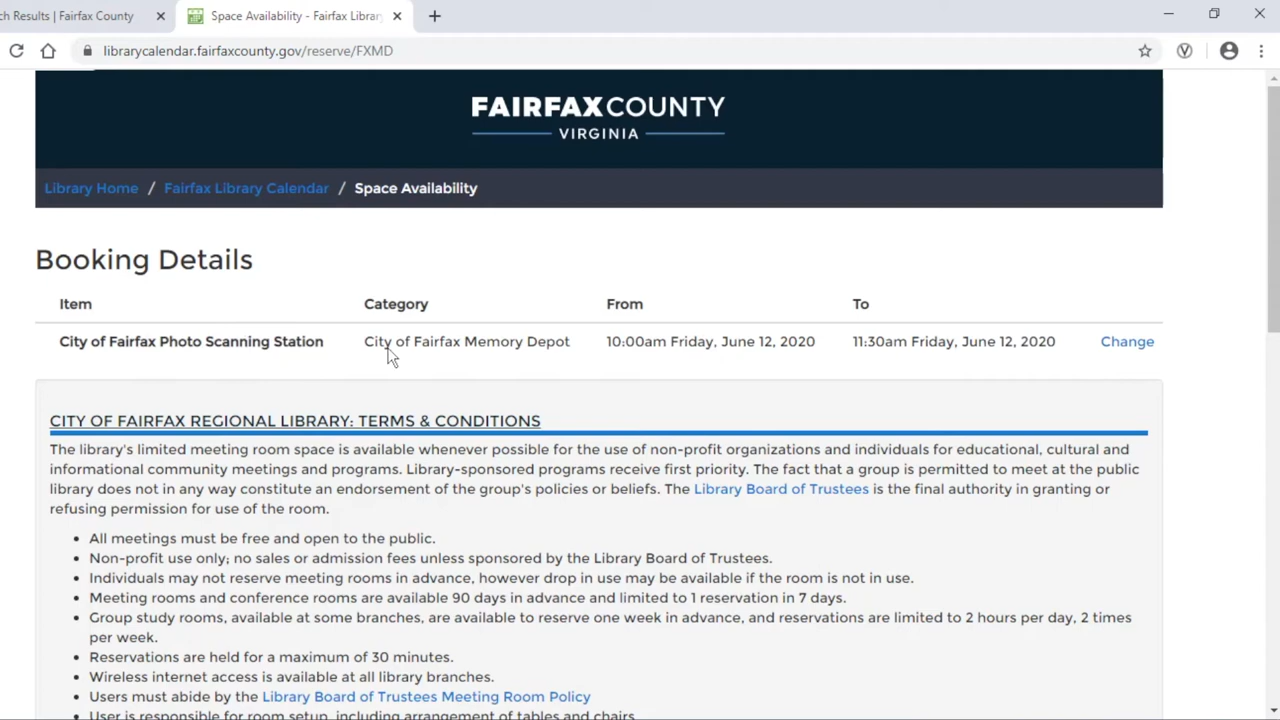 ch Results | Fairfax County
Space Availability - Fairfax Librar
librarycalendar.fairfaxcounty.gov/reserve/FXMD
FAIRFAXCOUNTY
VIRGINIA
Library Home / Fairfax Library Calendar / Space Availability
Booking Details
Item Category From To
City of Fairfax Photo Scanning Station City of Fairfax Memory Depot 10:00am Friday, June 12, 2020 11:30am Friday, June 12, 2020 Change
CITY OF FAIRFAX REGIONAL LIBRARY: TERMS & CONDITIONS
The library's limited meeting room space is available whenever possible for the use of non-profit organizations and individuals for educational, cultural and
informational community meetings and programs. Library-sponsored programs receive first priority. The fact that a group is permitted to meet at the public
library does not in any way constitute an endorsement of the group's policies or beliefs. The Library Board of Trustees is the final authority in granting or
refusing permission for use of the room.
• All meetings must be free and open to the public.
• Non-profit use only; no sales or admission fees unless sponsored by the Library Board of Trustees.
• Individuals may not reserve meeting rooms in advance, however drop in use may be available if the room is not in use.
• Meeting rooms and conference rooms are available 90 days in advance and limited to 1 reservation in 7 days.
• Group study rooms, available at some branches, are available to reserve one week in advance, and reservations are limited to 2 hours per day, 2 times
per week.
• Reservations are held for a maximum of 30 minutes.
• Wireless internet access is available at all library branches.
• Users must abide by the Library Board of Trustees Meeting Room Policy
• User is responsible for room setup, including arrangement of tables and chairs.